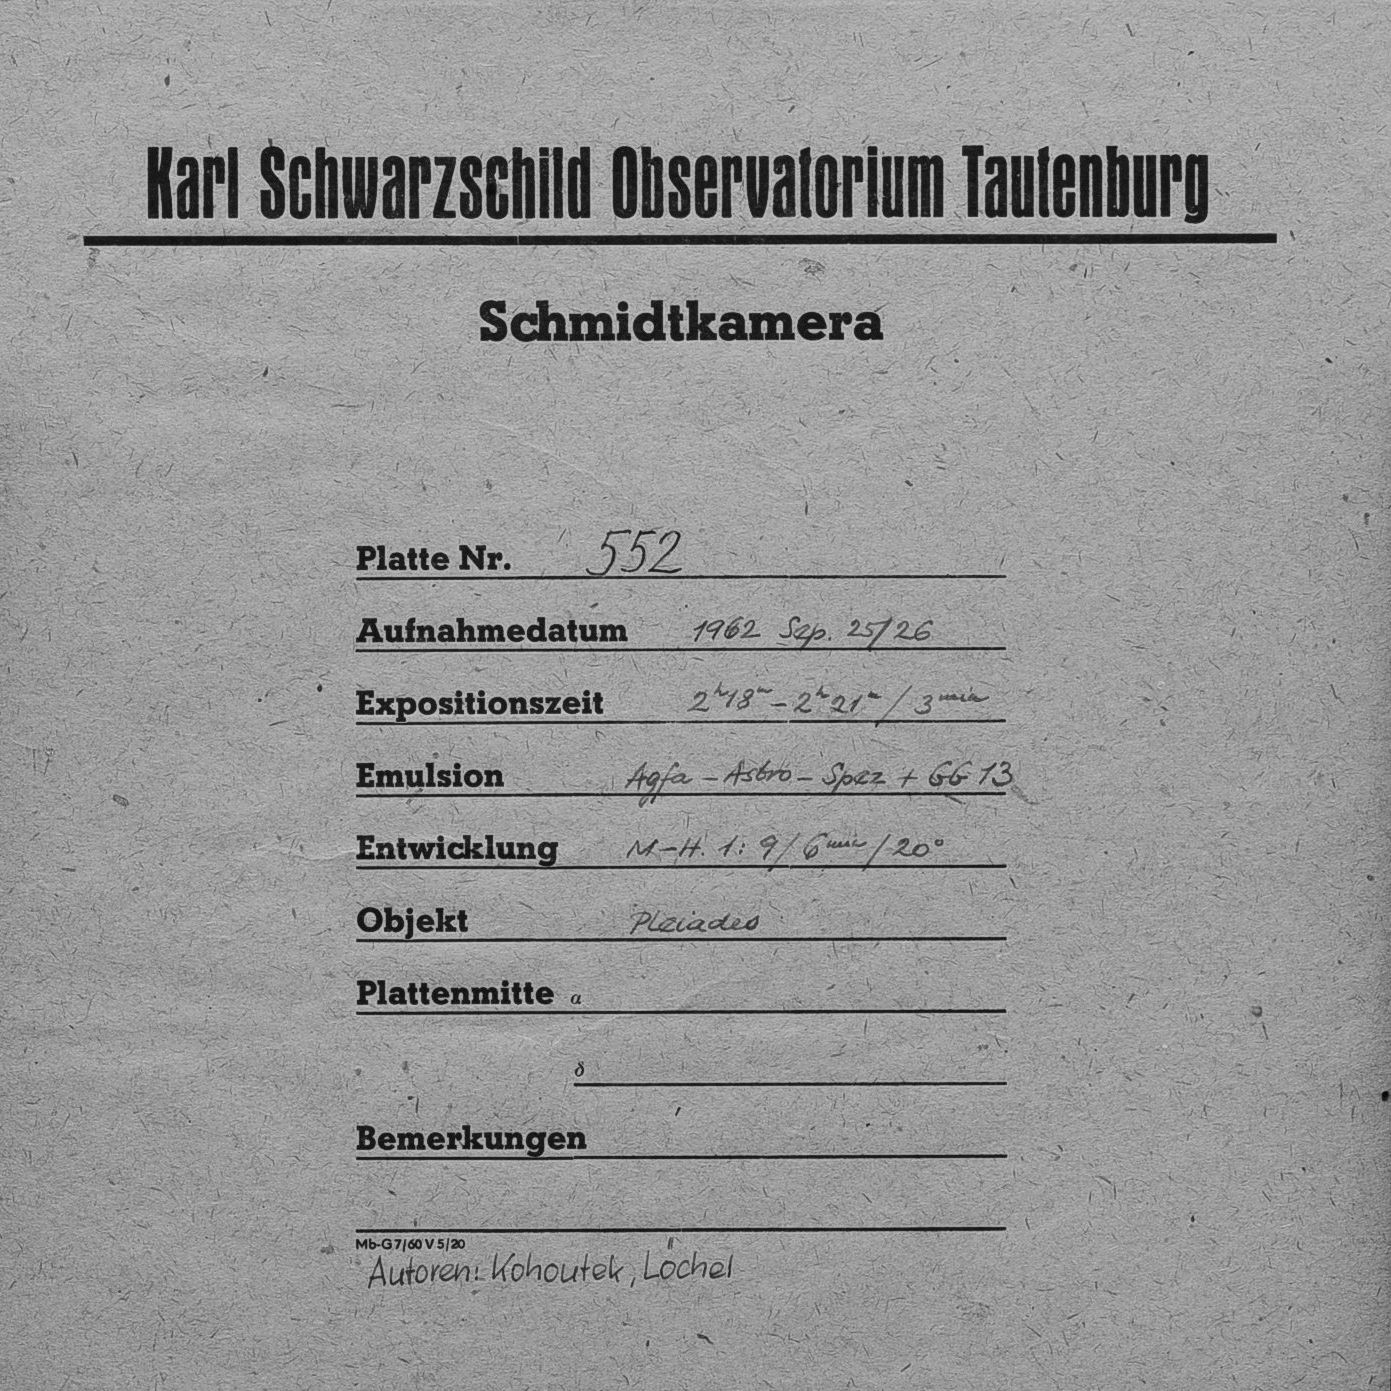 Karl Schwarzschild Observatorium Tautenburg
Schmidtkamera
Platte Nr. 552
Aufnahmedatum 1962 Sep. 25/26
Expositionszeit 2ʰ18ᵐ – 2ʰ21ᵐ / 3ᵐⁱⁿ
Emulsion Agfa – Astro – Spez + GG 13
Entwicklung M–H. 1: 9 / 6ᵐⁱⁿ / 20°
Objekt Pleiades
Plattenmitte α
δ
Bemerkungen
Mb-G 7/60 V 5/20
Autoren: Kohoutek, Löchel